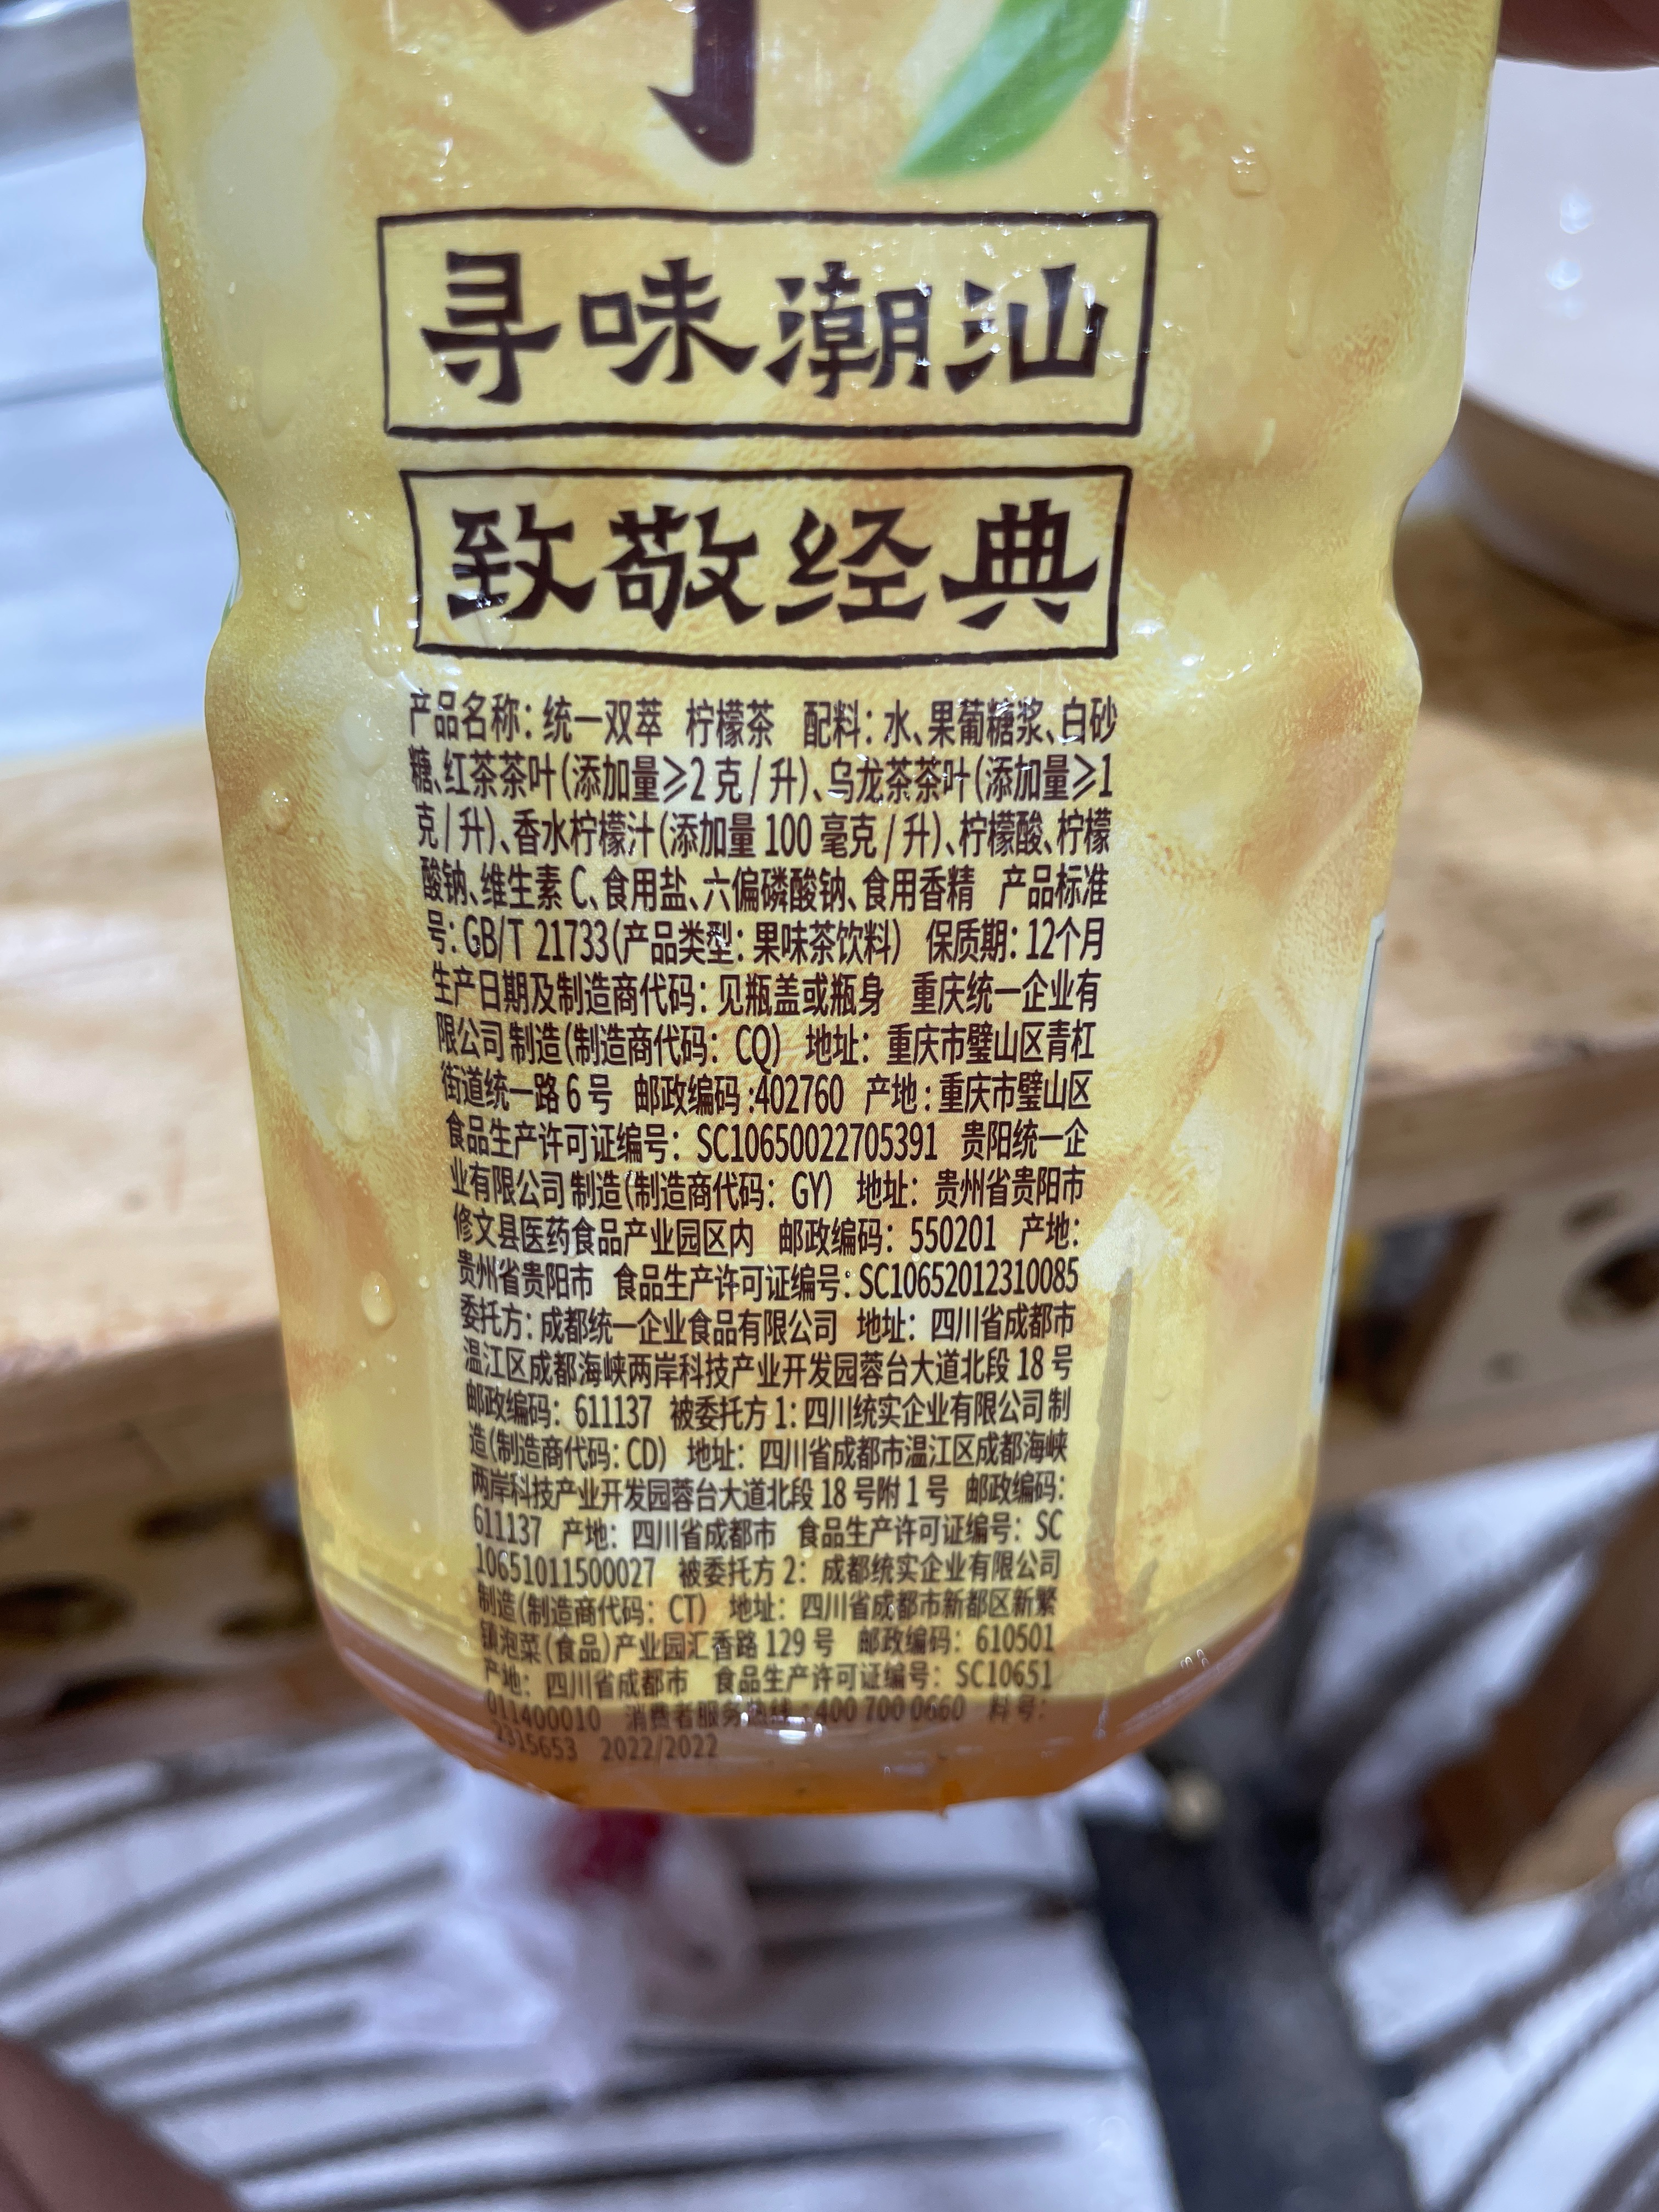 寻味潮汕
致敬经典
产品名称：统一双萃 柠檬茶 配料：水、果葡糖浆、白砂
糖、红茶茶叶（添加量≥2克/升）、乌龙茶茶叶（添加量≥1
克/升）、香水柠檬汁（添加量 100 毫克/升）、柠檬酸、柠檬
酸钠、维生素 C、食用盐、六偏磷酸钠、食用香精 产品标准
号：GB/T 21733（产品类型：果味茶饮料） 保质期：12个月
生产日期及制造商代码：见瓶盖或瓶身 重庆统一企业有
限公司制造（制造商代码：CQ） 地址：重庆市璧山区青杠
街道统一路6号 邮政编码:402760 产地:重庆市璧山区
食品生产许可证编号：SC10650022705391 贵阳统一企
业有限公司制造（制造商代码：GY） 地址：贵州省贵阳市
修文县医药食品产业园区内 邮政编码：550201 产地：
贵州省贵阳市 食品生产许可证编号：SC10652012310085
委托方：成都统一企业食品有限公司 地址：四川省成都市
温江区成都海峡两岸科技产业开发园蓉台大道北段 18 号
邮政编码：611137 被委托方1：四川统实企业有限公司制
造（制造商代码：CD） 地址：四川省成都市温江区成都海峡
两岸科技产业开发园蓉台大道北段 18 号附 1 号 邮政编码：
611137 产地：四川省成都市 食品生产许可证编号：SC
10651011500027 被委托方2：成都统实企业有限公司
制造（制造商代码：CT） 地址：四川省成都市新都区新繁
镇泡菜（食品）产业园汇香路 129 号 邮政编码：610501
产地：四川省成都市 食品生产许可证编号：SC10651
011400010 消费者服务热线：400 700 0660 料号：
2315653 2022/2022